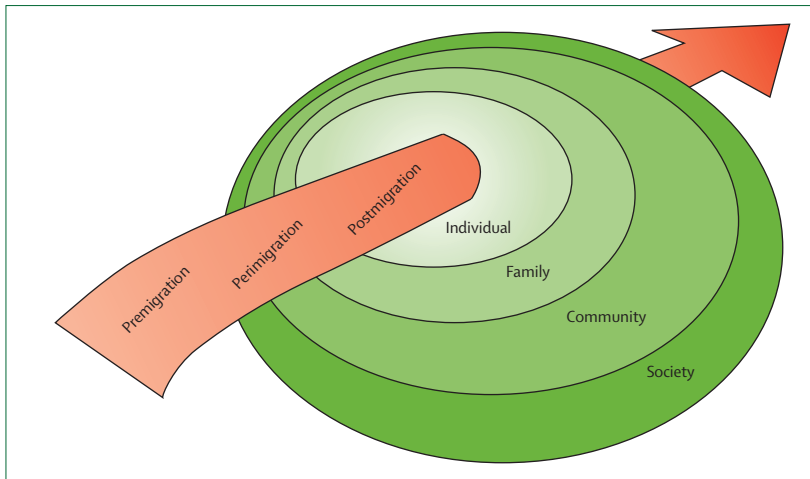 Premigration
Perimigration
Postmigration
Individual
Family
Community
Society